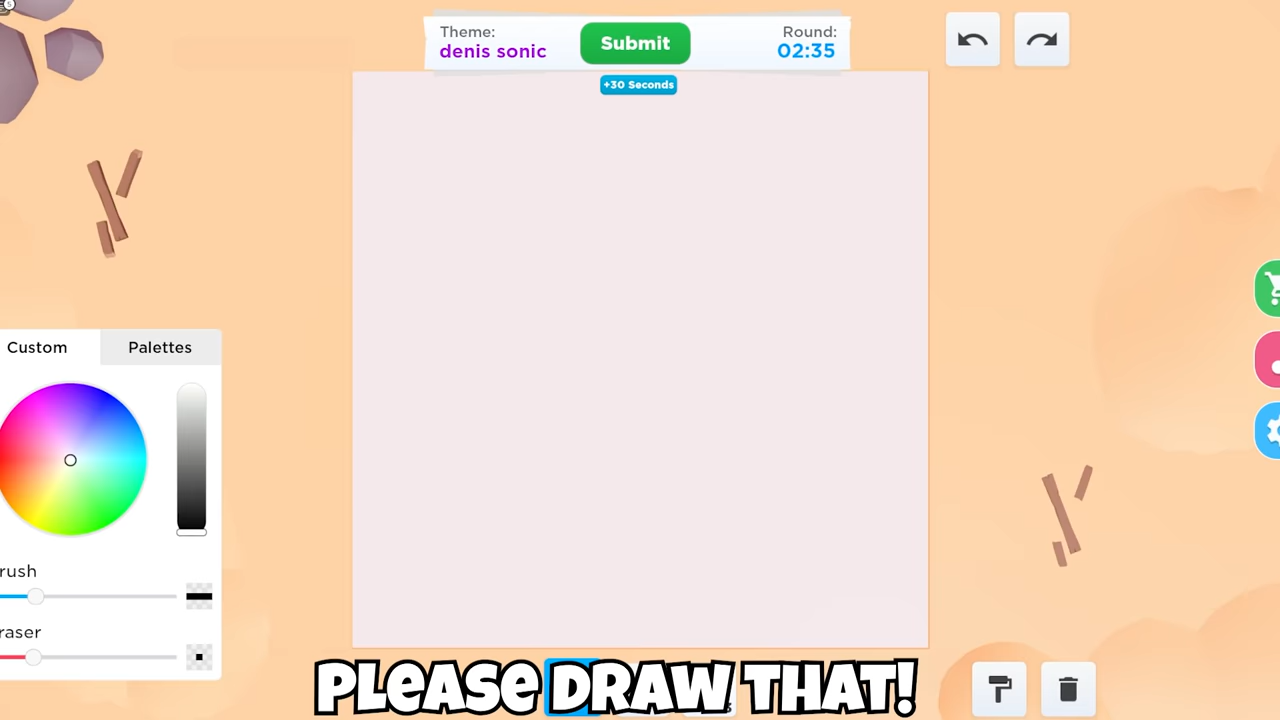 Theme:
denis sonic
Submit
Round:
02:35
+30 Seconds
Custom
Palettes
rush
raser
PLEASE DRAW THAT!